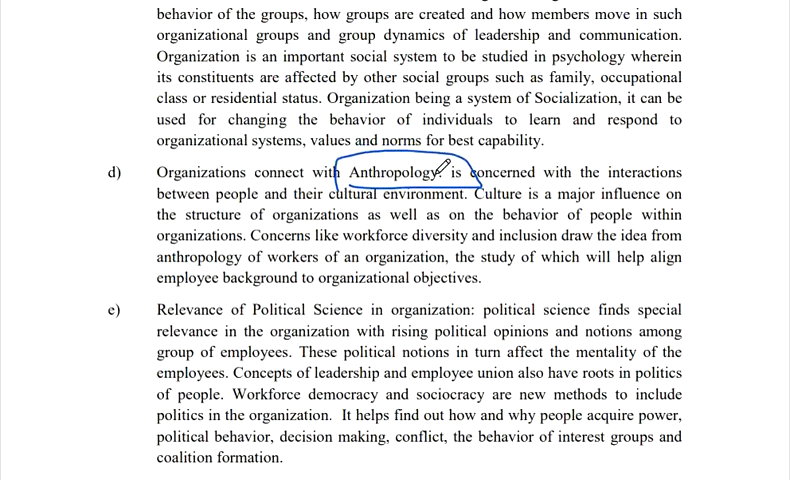 behavior of the groups, how groups are created and how members move in such
organizational groups and group dynamics of leadership and communication.
Organization is an important social system to be studied in psychology wherein
its constituents are affected by other social groups such as family, occupational
class or residential status. Organization being a system of Socialization, it can be
used for changing the behavior of individuals to learn and respond to
organizational systems, values and norms for best capability.
d) Organizations connect with Anthropology: is concerned with the interactions
between people and their cultural environment. Culture is a major influence on
the structure of organizations as well as on the behavior of people within
organizations. Concerns like workforce diversity and inclusion draw the idea from
anthropology of workers of an organization, the study of which will help align
employee background to organizational objectives.
e) Relevance of Political Science in organization: political science finds special
relevance in the organization with rising political opinions and notions among
group of employees. These political notions in turn affect the mentality of the
employees. Concepts of leadership and employee union also have roots in politics
of people. Workforce democracy and sociocracy are new methods to include
politics in the organization. It helps find out how and why people acquire power,
political behavior, decision making, conflict, the behavior of interest groups and
coalition formation.